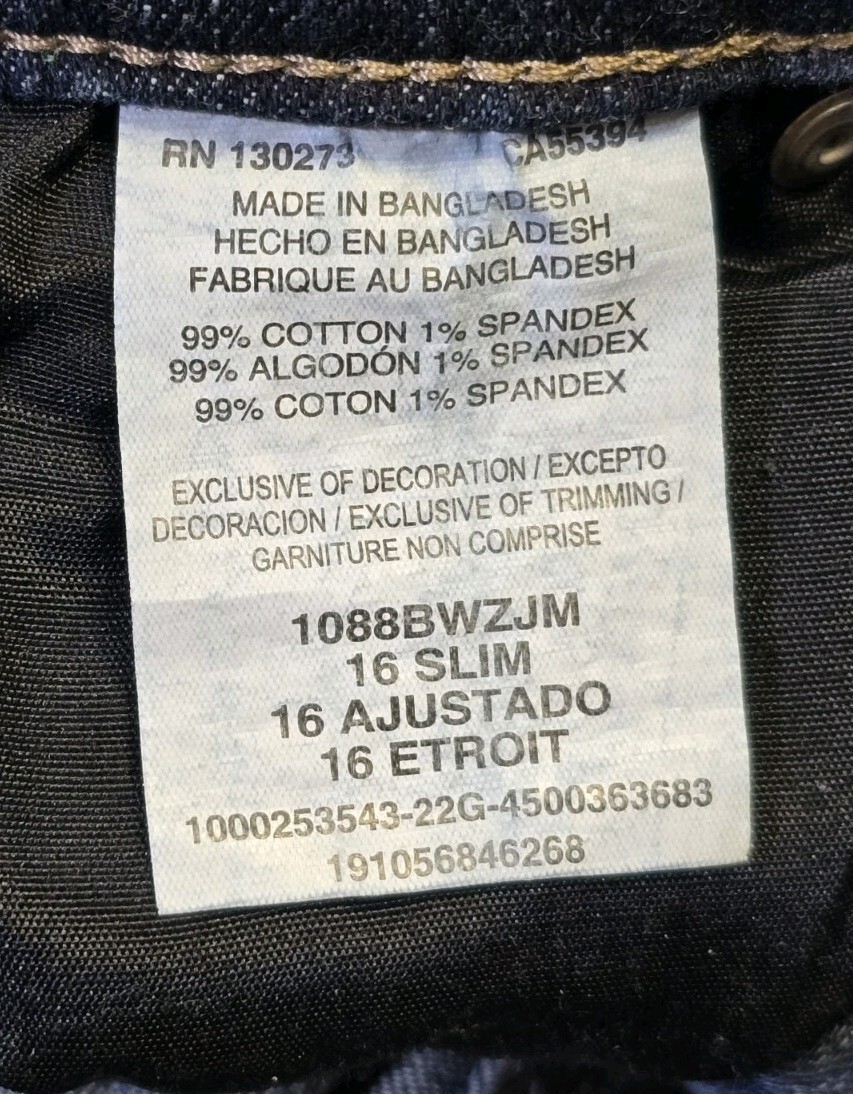 RN 130273 CA55394
MADE IN BANGLADESH
HECHO EN BANGLADESH
FABRIQUE AU BANGLADESH
99% COTTON 1% SPANDEX
99% ALGODÓN 1% SPANDEX
99% COTON 1% SPANDEX
EXCLUSIVE OF DECORATION / EXCEPTO
DECORACION / EXCLUSIVE OF TRIMMING /
GARNITURE NON COMPRISE
1088BWZJM
16 SLIM
16 AJUSTADO
16 ETROIT
1000253543-22G-4500363683
191056846268